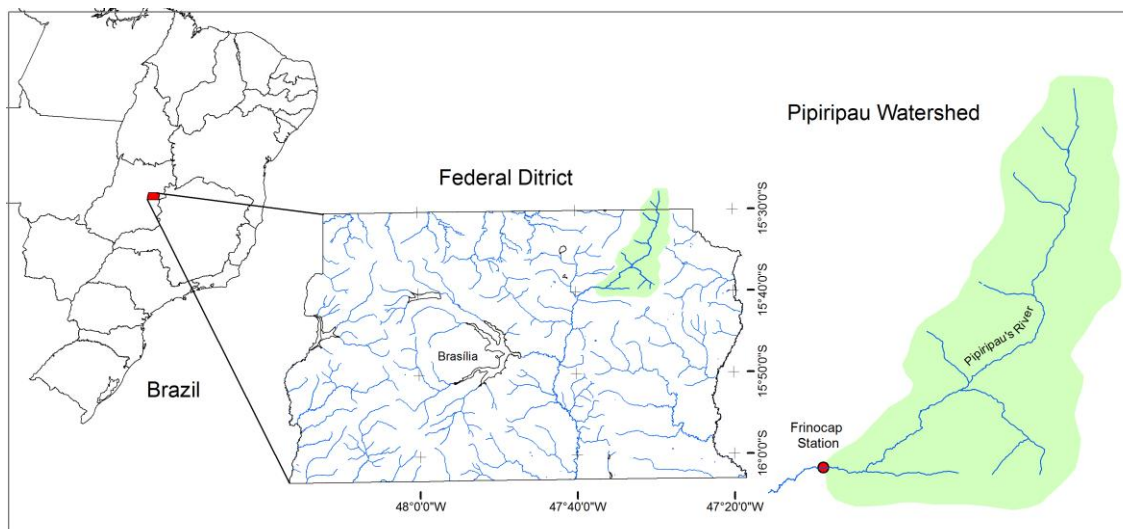 Brazil
Federal Ditrict
Brasília
15°30'0"S
15°40'0"S
15°50'0"S
16°0'0"S
48°0'0"W
47°40'0"W
47°20'0"W
Pipiripau Watershed
Pipiripau's River
Frinocap
Station